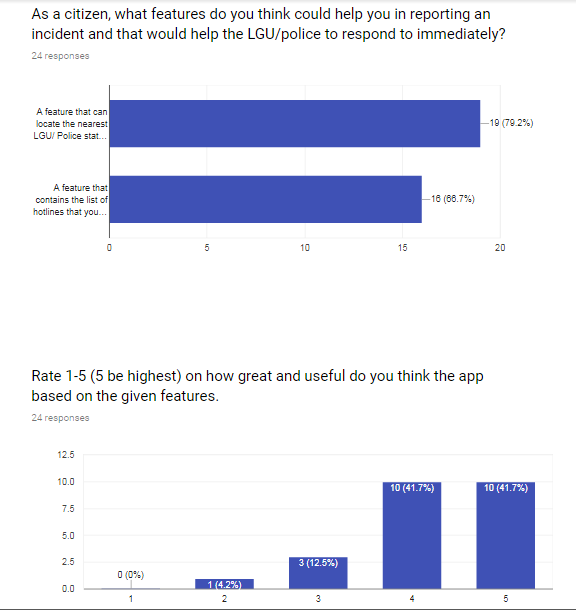 As a citizen, what features do you think could help you in reporting an
incident and that would help the LGU/police to respond to immediately?
24 responses
A feature that can
locate the nearest
LGU/ Police stat...
19 (79.2%)
A feature that
contains the list of
hotlines that you...
16 (66.7%)
0 5 10 15 20
Rate 1-5 (5 be highest) on how great and useful do you think the app
based on the given features.
24 responses
12.5
10.0
7.5
5.0
2.5
0.0
0 (0%)
1 (4.2%)
3 (12.5%)
10 (41.7%)
10 (41.7%)
1 2 3 4 5